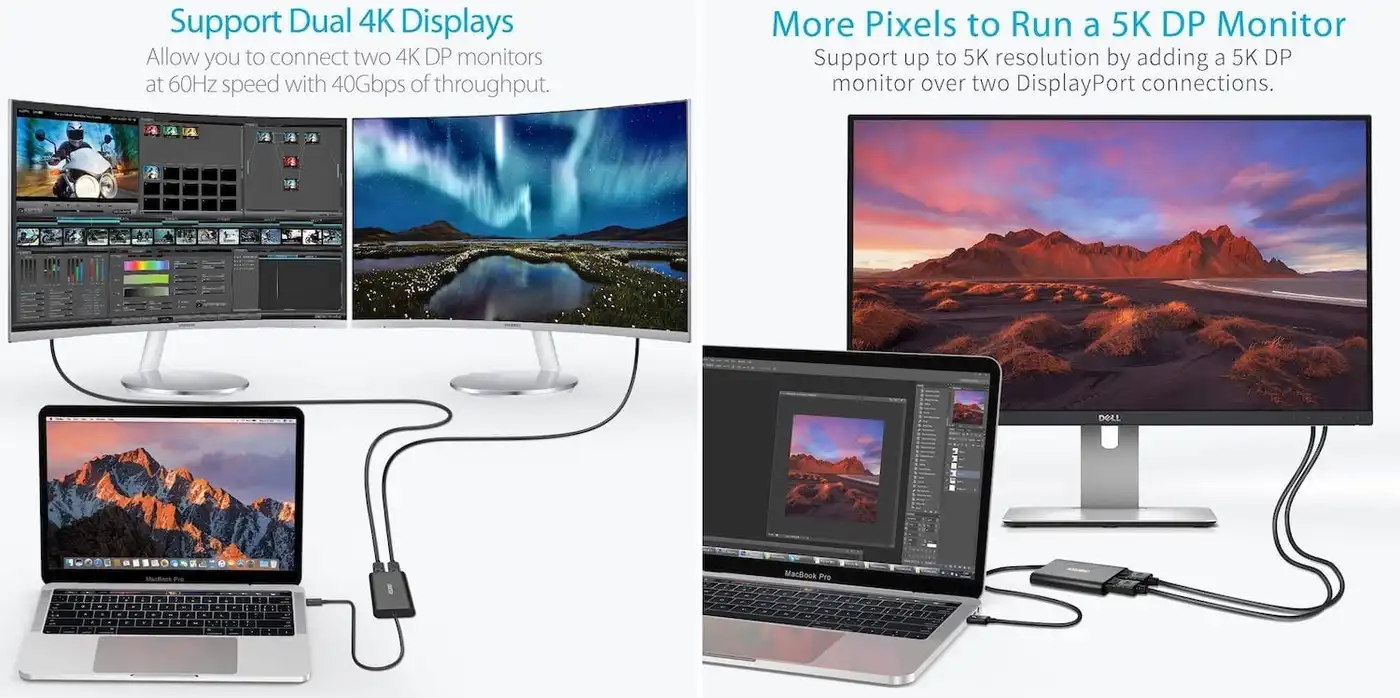 Support Dual 4K Displays
Allow you to connect two 4K DP monitors
at 60Hz speed with 40Gbps of throughput.
MacBook Pro
More Pixels to Run a 5K DP Monitor
Support up to 5K resolution by adding a 5K DP
monitor over two DisplayPort connections.
DELL
MacBook Pro